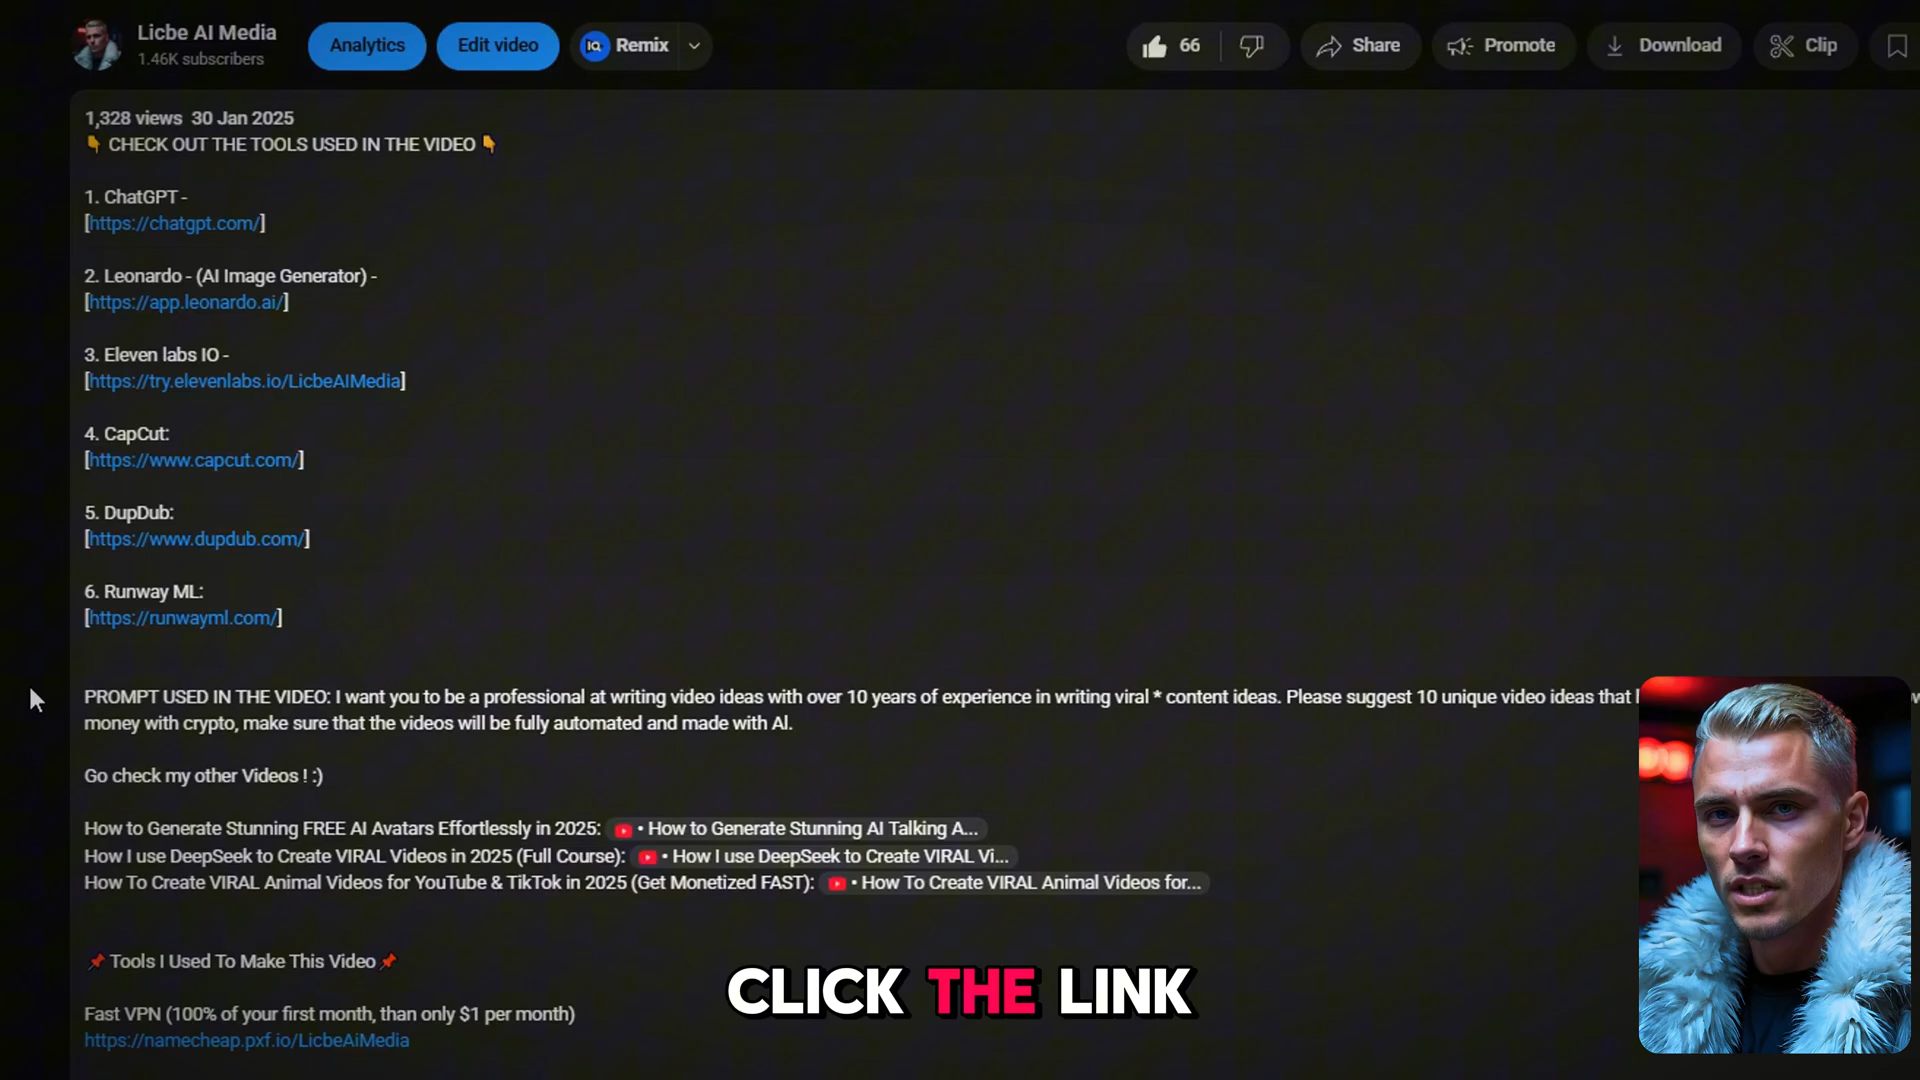 Licbe AI Media
1.46K subscribers
Analytics
Edit video
IQ Remix
66
Share
Promote
Download
Clip
1,328 views 30 Jan 2025
👇 CHECK OUT THE TOOLS USED IN THE VIDEO 👇
1. ChatGPT -
[https://chatgpt.com/]
2. Leonardo - (AI Image Generator) -
[https://app.leonardo.ai/]
3. Eleven labs IO -
[https://try.elevenlabs.io/LicbeAIMedia]
4. CapCut:
[https://www.capcut.com/]
5. DupDub:
[https://www.dupdub.com/]
6. Runway ML:
[https://runwayml.com/]
PROMPT USED IN THE VIDEO: I want you to be a professional at writing video ideas with over 10 years of experience in writing viral * content ideas. Please suggest 10 unique video ideas that
money with crypto, make sure that the videos will be fully automated and made with AI.
Go check my other Videos ! :)
How to Generate Stunning FREE AI Avatars Effortlessly in 2025: • How to Generate Stunning AI Talking A...
How I use DeepSeek to Create VIRAL Videos in 2025 (Full Course): • How I use DeepSeek to Create VIRAL Vi...
How To Create VIRAL Animal Videos for YouTube & TikTok in 2025 (Get Monetized FAST): • How To Create VIRAL Animal Videos for...
📌 Tools I Used To Make This Video 📌
CLICK THE LINK
Fast VPN (100% of your first month, than only $1 per month)
https://namecheap.pxf.io/LicbeAiMedia